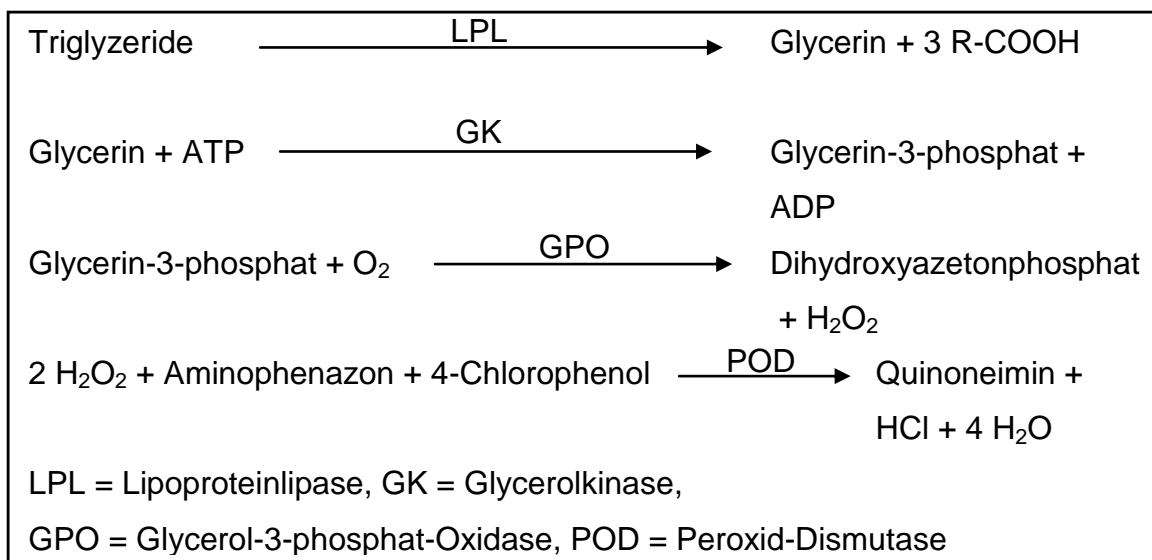 Triglyzeride LPL Glycerin + 3 R-COOH
Glycerin + ATP GK Glycerin-3-phosphat +
ADP
Glycerin-3-phosphat + O₂ GPO Dihydroxyazetonphosphat
+ H₂O₂
2 H₂O₂ + Aminophenazon + 4-Chlorophenol POD Quinoneimin +
HCl + 4 H₂O
LPL = Lipoproteinlipase, GK = Glycerolkinase,
GPO = Glycerol-3-phosphat-Oxidase, POD = Peroxid-Dismutase